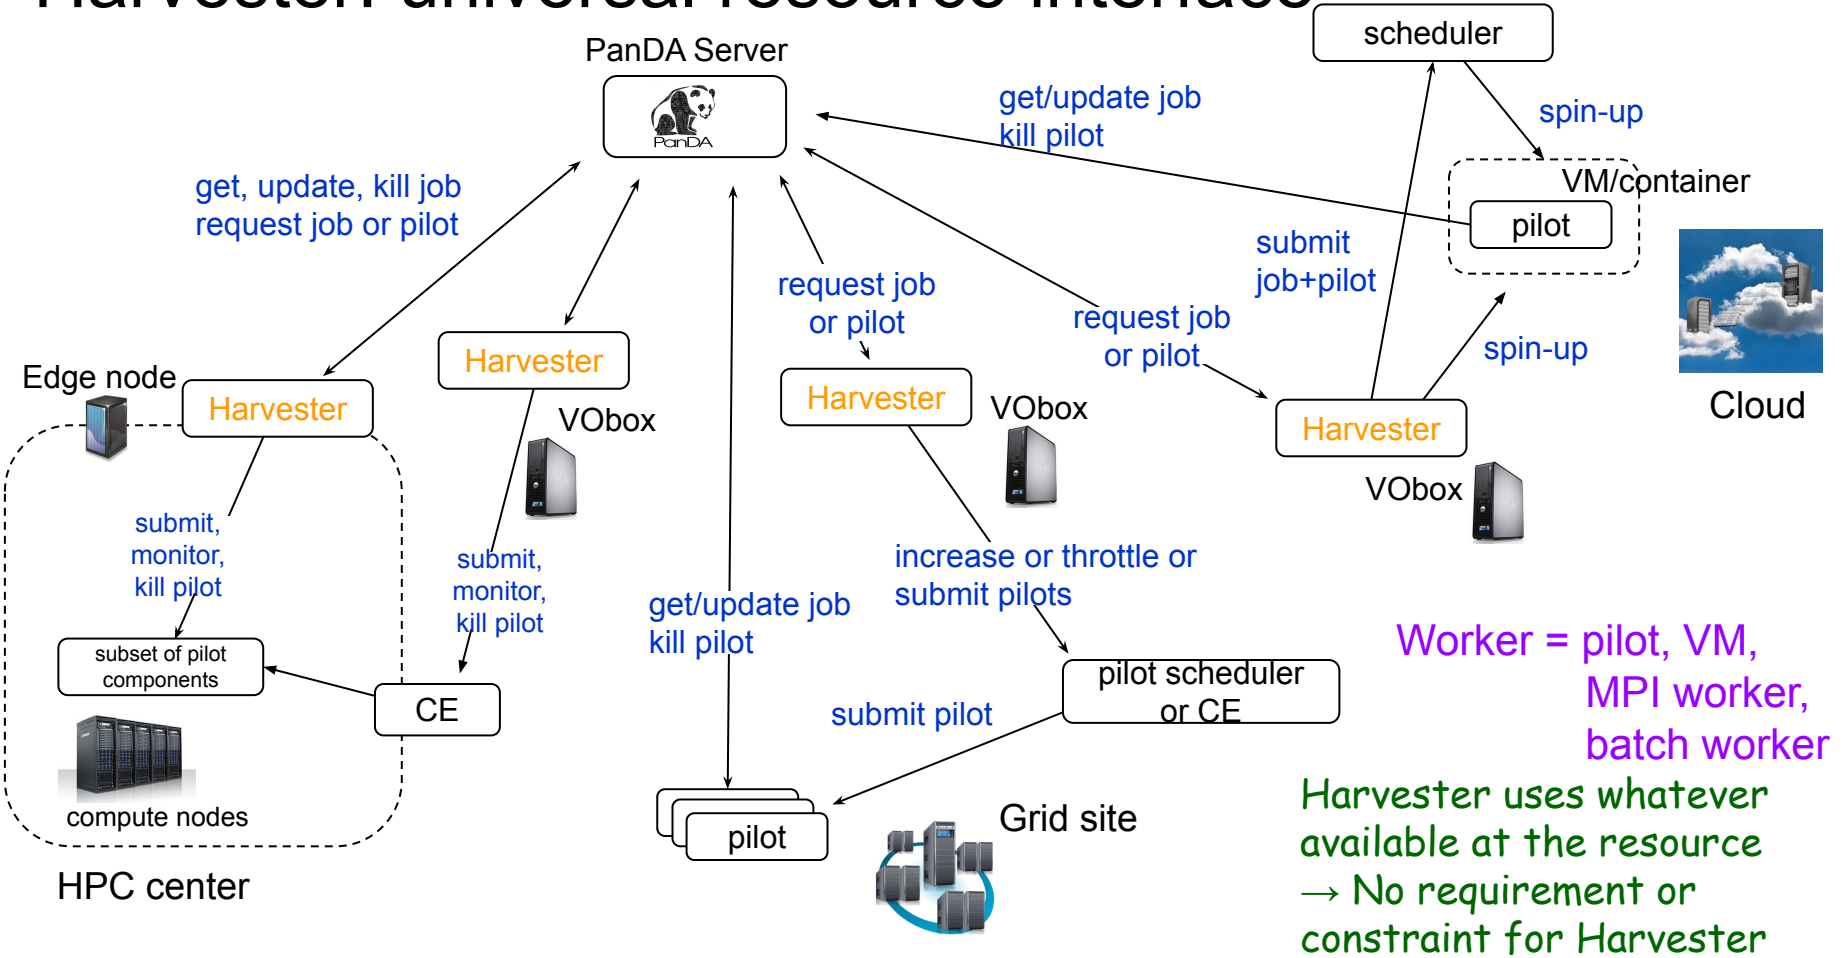 Harvester: universal resource interface
scheduler
PanDA Server
PanDA
get/update job
kill pilot
spin-up
get, update, kill job
request job or pilot
VM/container
pilot
submit
job+pilot
request job
or pilot
request job
or pilot
spin-up
Harvester
Edge node
Harvester
Harvester
Harvester
VObox
VObox
Cloud
VObox
submit,
monitor,
kill pilot
submit,
monitor,
kill pilot
increase or throttle or
submit pilots
get/update job
kill pilot
subset of pilot
components
CE
pilot scheduler
or CE
submit pilot
Worker = pilot, VM,
MPI worker,
batch worker
compute nodes
pilot
Grid site
HPC center
Harvester uses whatever
available at the resource
→ No requirement or
constraint for Harvester